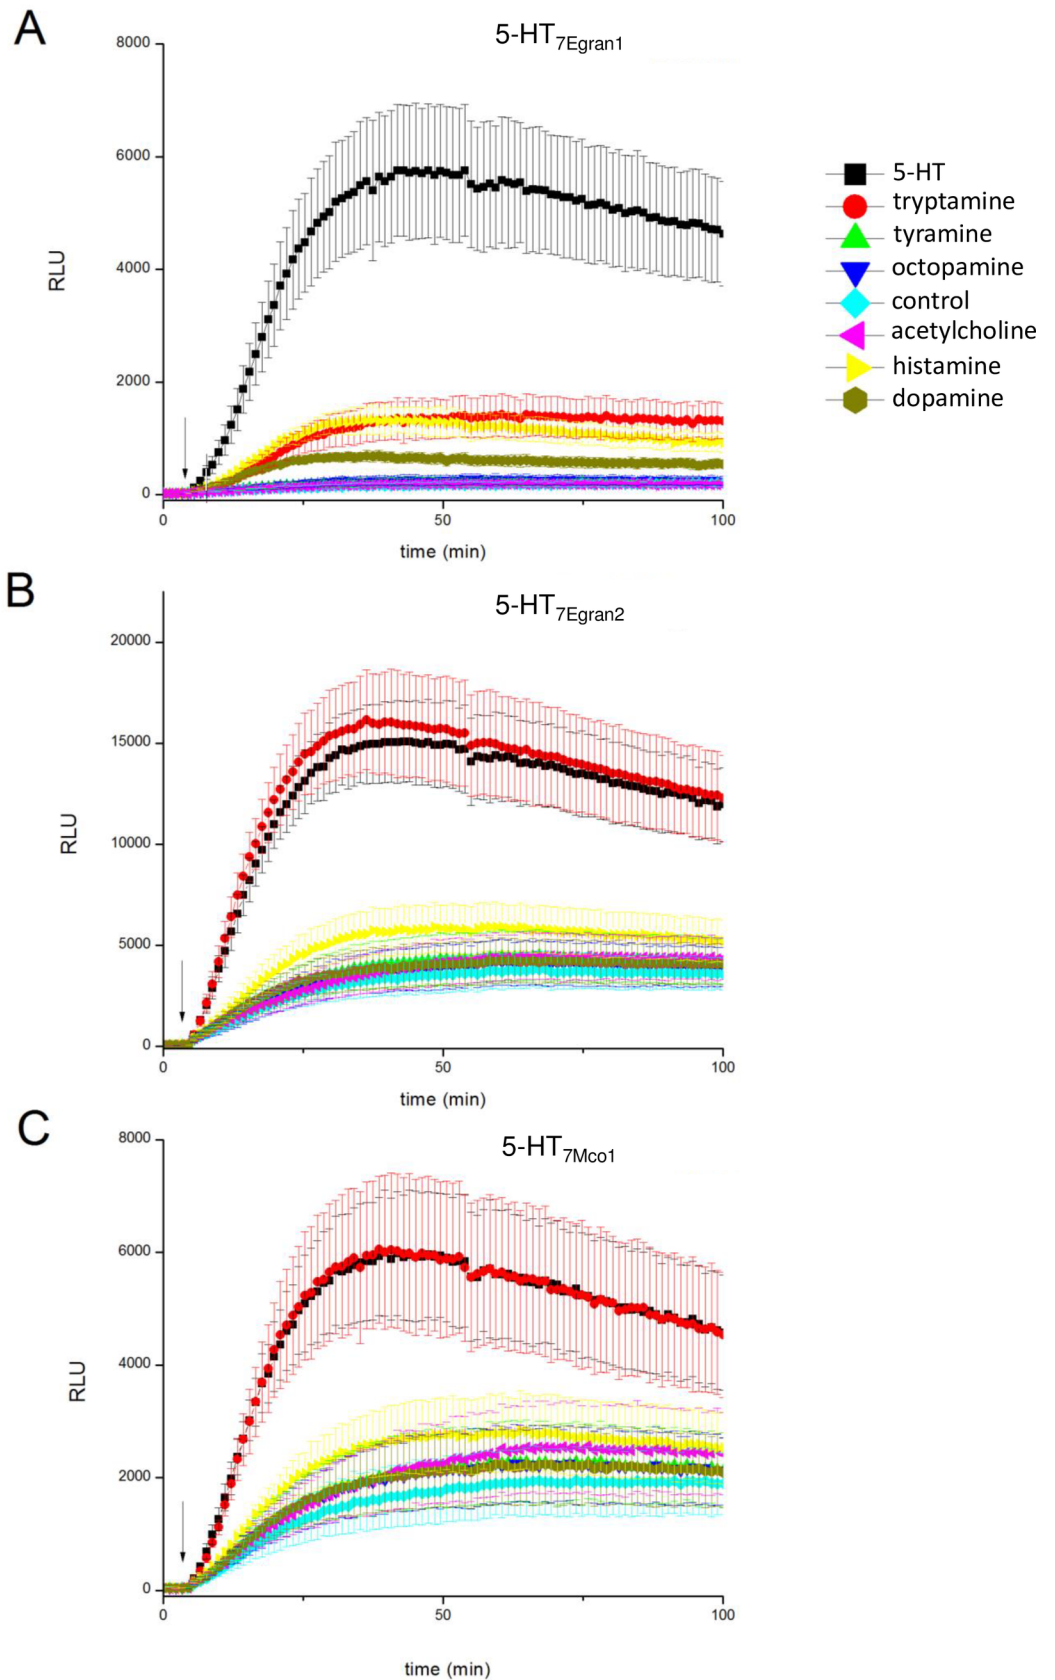 A
5-HT7Egran1
8000
6000
4000
2000
0
RLU
0 50 100
time (min)
5-HT
tryptamine
tyramine
octopamine
control
acetylcholine
histamine
dopamine
B
5-HT7Egran2
20000
15000
10000
5000
0
RLU
0 50 100
time (min)
C
5-HT7Mco1
8000
6000
4000
2000
0
RLU
0 50 100
time (min)